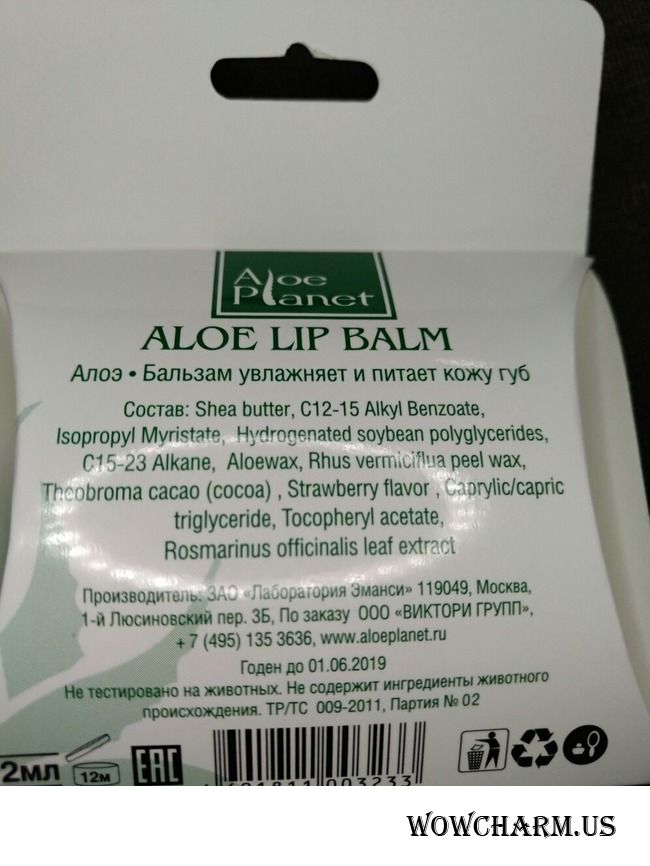 Aloe
Planet
ALOE LIP BALM
Алоэ • Бальзам увлажняет и питает кожу губ
Состав: Shea butter, C12-15 Alkyl Benzoate,
Isopropyl Myristate, Hydrogenated soybean polyglycerides,
C15-23 Alkane, Aloewax, Rhus vermiciflua peel wax,
Theobroma cacao (cocoa) , Strawberry flavor , Caprylic/capric
triglyceride, Tocopheryl acetate,
Rosmarinus officinalis leaf extract
Производитель: ЗАО «Лаборатория Эманси» 119049, Москва,
1-й Люсиновский пер. 3Б, По заказу ООО «ВИКТОРИ ГРУПП»,
+ 7 (495) 135 3636, www.aloeplanet.ru
Годен до 01.06.2019
Не тестировано на животных. Не содержит ингредиенты животного
происхождения. ТР/ТС 009-2011, Партия № 02
2мл 12м EAC
WOWCHARM.US